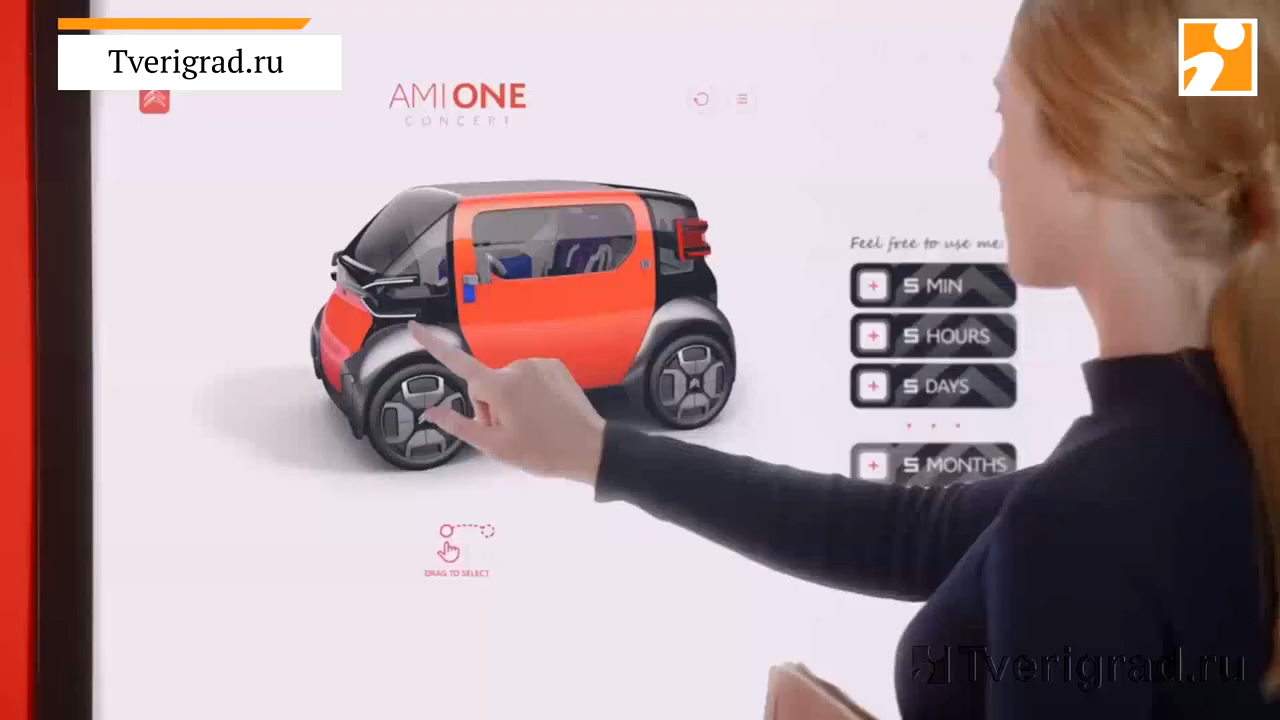 Tverigrad.ru
AMI ONE
CONCEPT
Feel free to use me:
5 MIN
5 HOURS
5 DAYS
5 MONTHS
DRAG TO SELECT
Tverigrad.ru